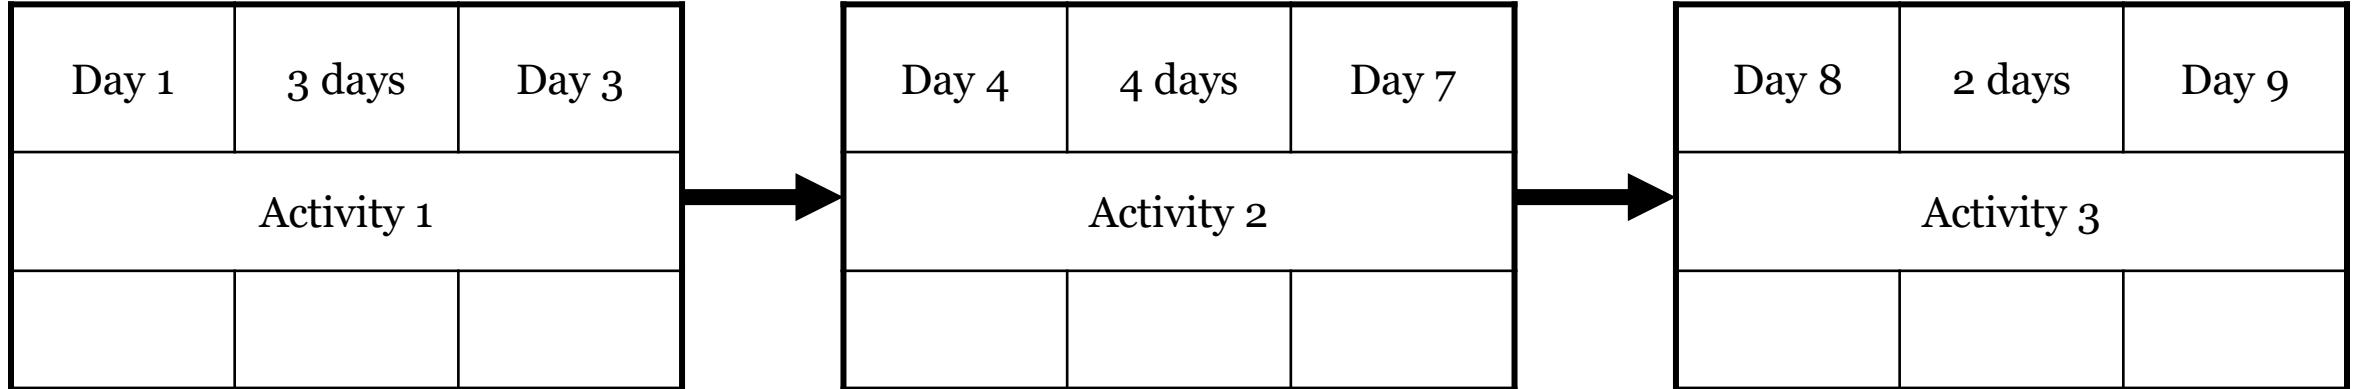 Day 1 3 days Day 3
Activity 1
Day 4 4 days Day 7
Activity 2
Day 8 2 days Day 9
Activity 3